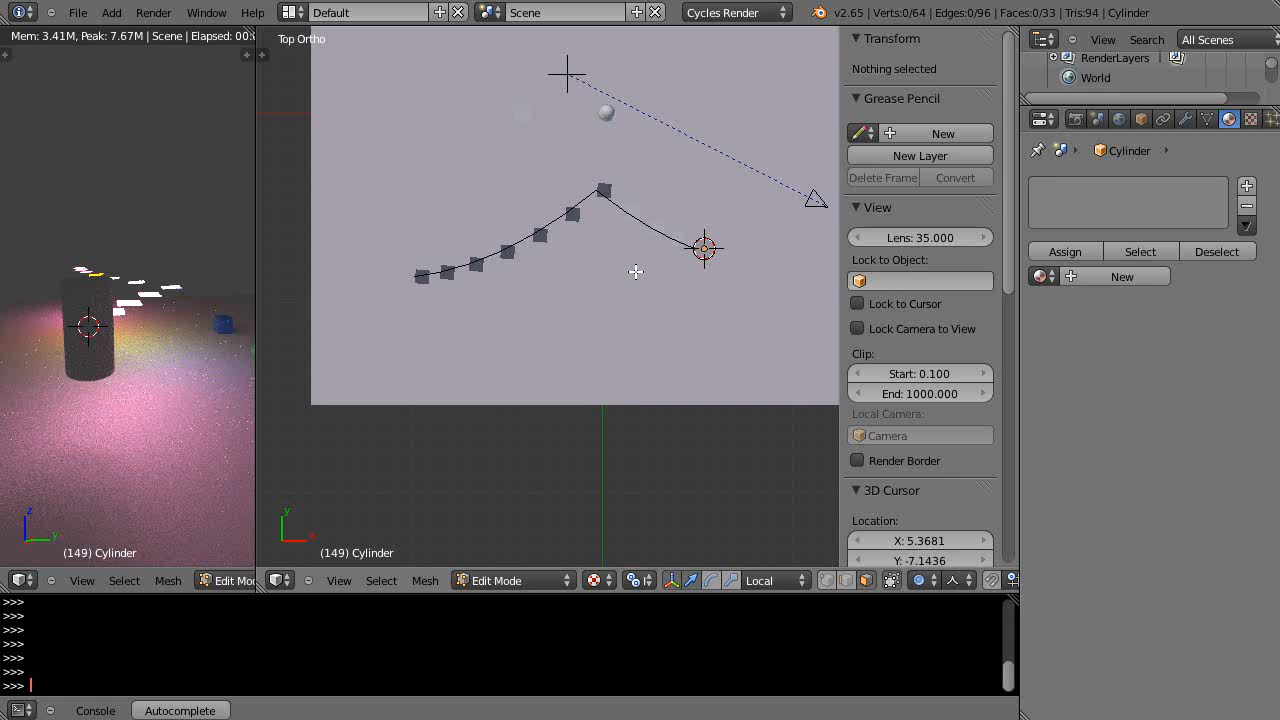 File Add Render Window Help Default Scene Cycles Render v2.65 | Verts:0/64 | Edges:0/96 | Faces:0/33 | Tris:94 | Cylinder
Mem: 3.41M, Peak: 7.67M | Scene | Elapsed: 00:
Top Ortho
(149) Cylinder
z
y
(149) Cylinder
y
x
View Select Mesh Edit Mod
View Select Mesh Edit Mode Local
Transform
Nothing selected
Grease Pencil
New
New Layer
Delete Frame Convert
View
Lens: 35.000
Lock to Object:
Lock to Cursor
Lock Camera to View
Clip:
Start: 0.100
End: 1000.000
Local Camera:
Camera
Render Border
3D Cursor
Location:
X: 5.3681
Y: -7.1436
View Search All Scenes
RenderLayers
World
Cylinder
Assign Select Deselect
New
>>>
>>>
>>>
>>>
>>>
>>>
>>>
Console Autocomplete